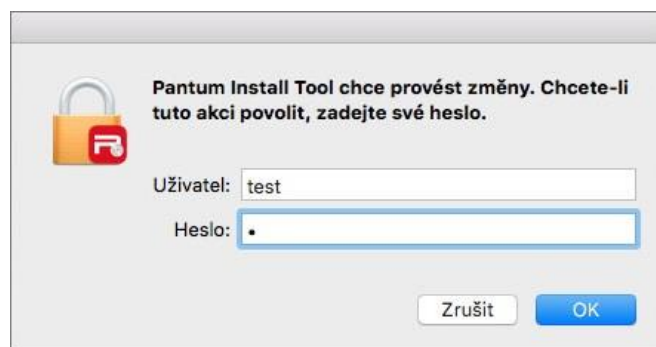 Pantum Install Tool chce provést změny. Chcete-li
tuto akci povolit, zadejte své heslo.
Uživatel: test
Heslo: •
Zrušit OK